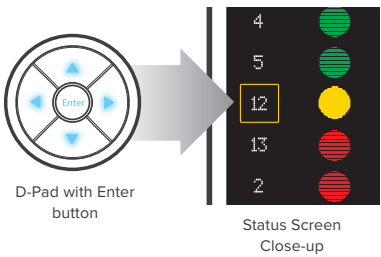 4
5
12
13
2
Enter
D-Pad with Enter
button
Status Screen
Close-up